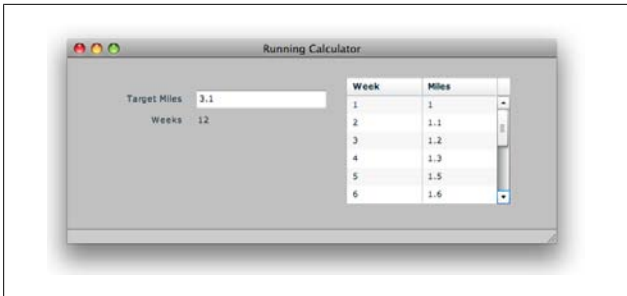 Running Calculator
Target Miles 3.1
Weeks 12
Week Miles
1 1
2 1.1
3 1.2
4 1.3
5 1.5
6 1.6